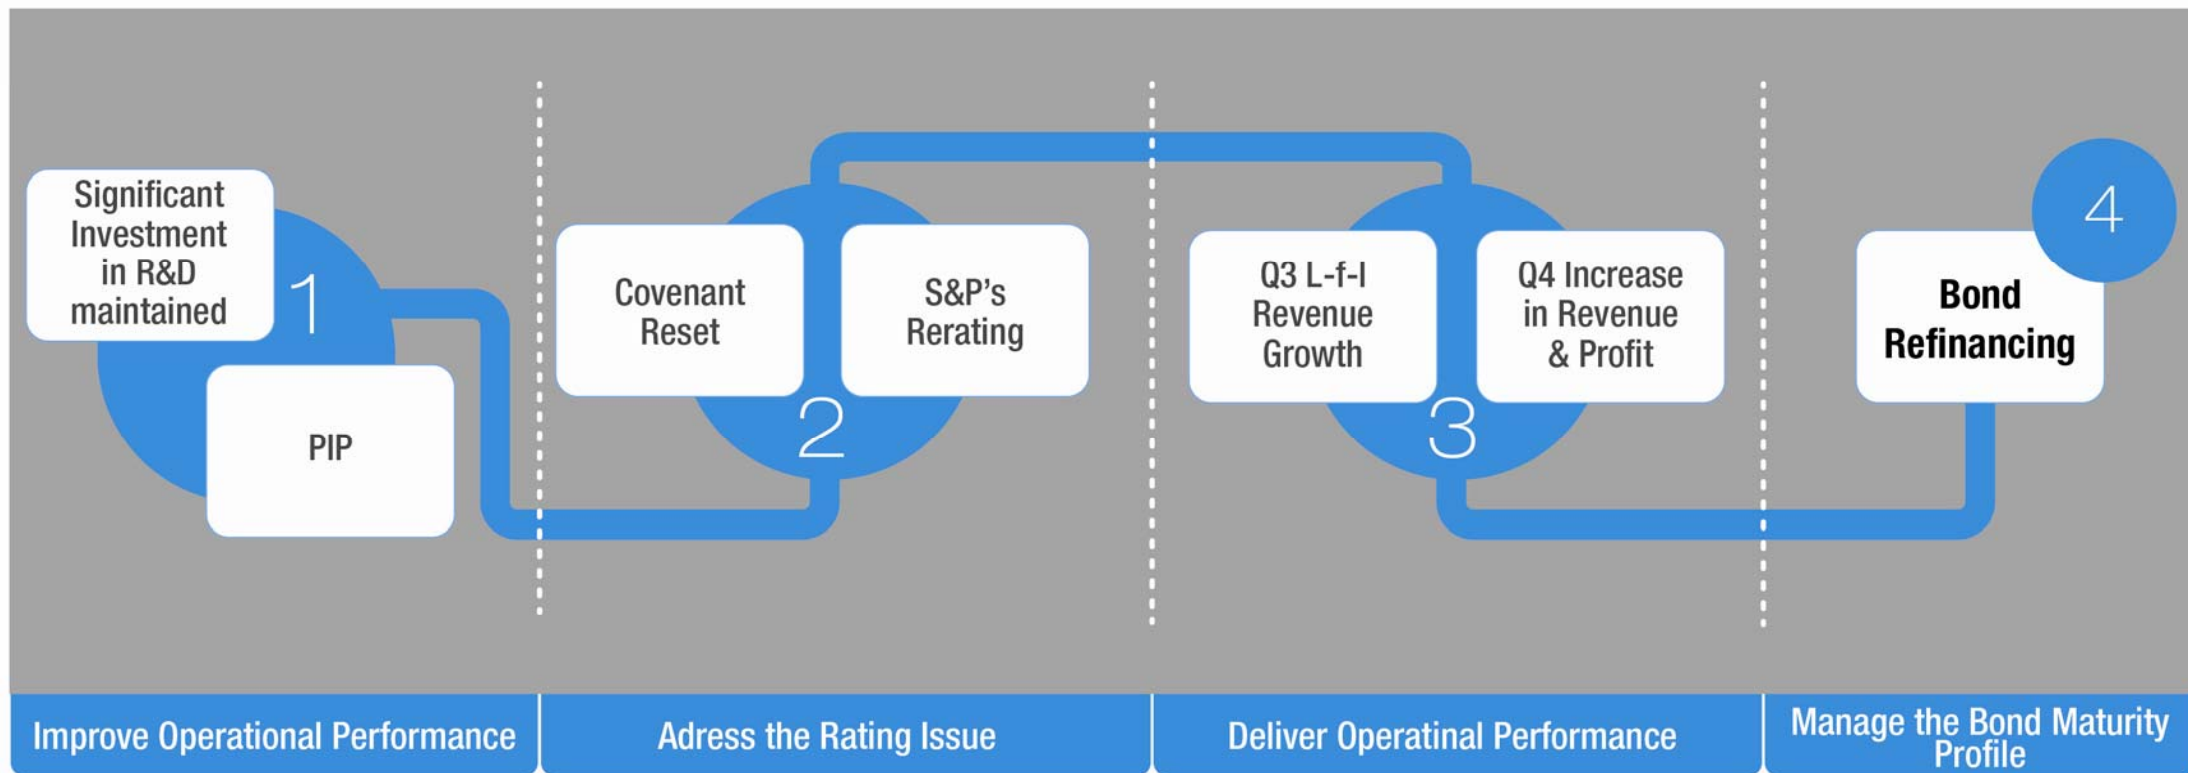 Significant
Investment
in R&D
maintained
1
PIP
Covenant
Reset
S&P's
Rerating
2
Q3 L-f-l
Revenue
Growth
Q4 Increase
in Revenue
& Profit
3
4
Bond
Refinancing
Improve Operational Performance
Adress the Rating Issue
Deliver Operatinal Performance
Manage the Bond Maturity
Profile